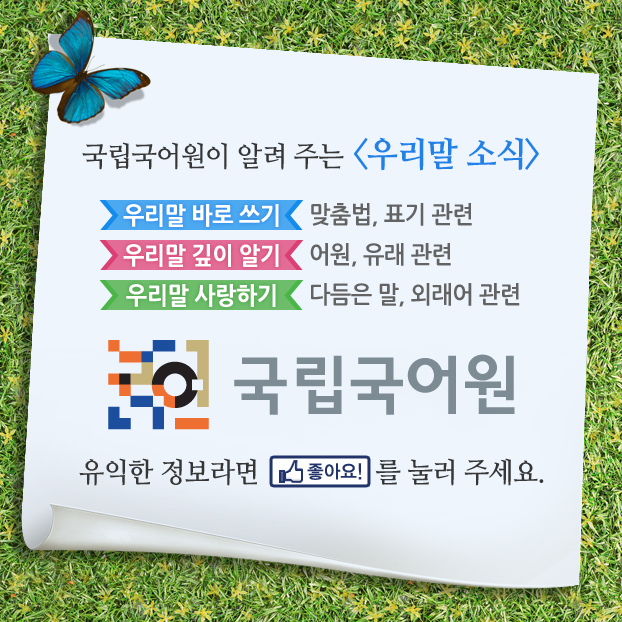 국립국어원이 알려 주는 〈우리말 소식〉
우리말 바로 쓰기 맞춤법, 표기 관련
우리말 깊이 알기 어원, 유래 관련
우리말 사랑하기 다듬은 말, 외래어 관련
국립국어원
유익한 정보라면 좋아요! 를 눌러 주세요.